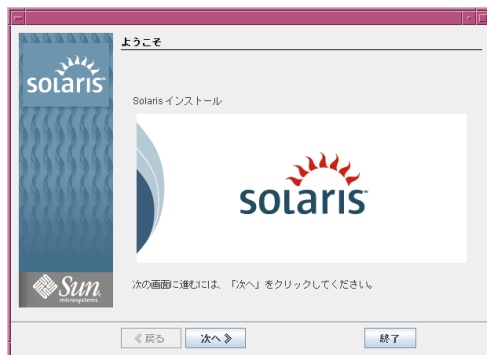 ようこそ
solaris
Solaris インストール
solaris
次の画面に進むには、「次へ」をクリックしてください。
Sun
microsystems
戻る
次へ
終了